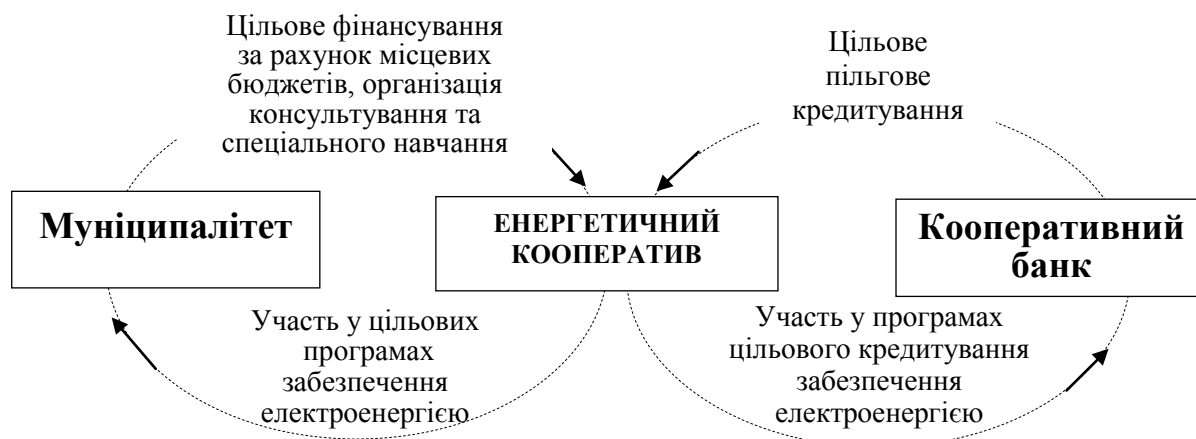 Цільове фінансування
за рахунок місцевих
бюджетів, організація
консультування та
спеціального навчання
Цільове
пільгове
кредитування
Муніципалітет
ЕНЕРГЕТИЧНИЙ
КООПЕРАТИВ
Кооперативний
банк
Участь у цільових
програмах
забезпечення
електроенергією
Участь у програмах
цільового кредитування
забезпечення
електроенергією